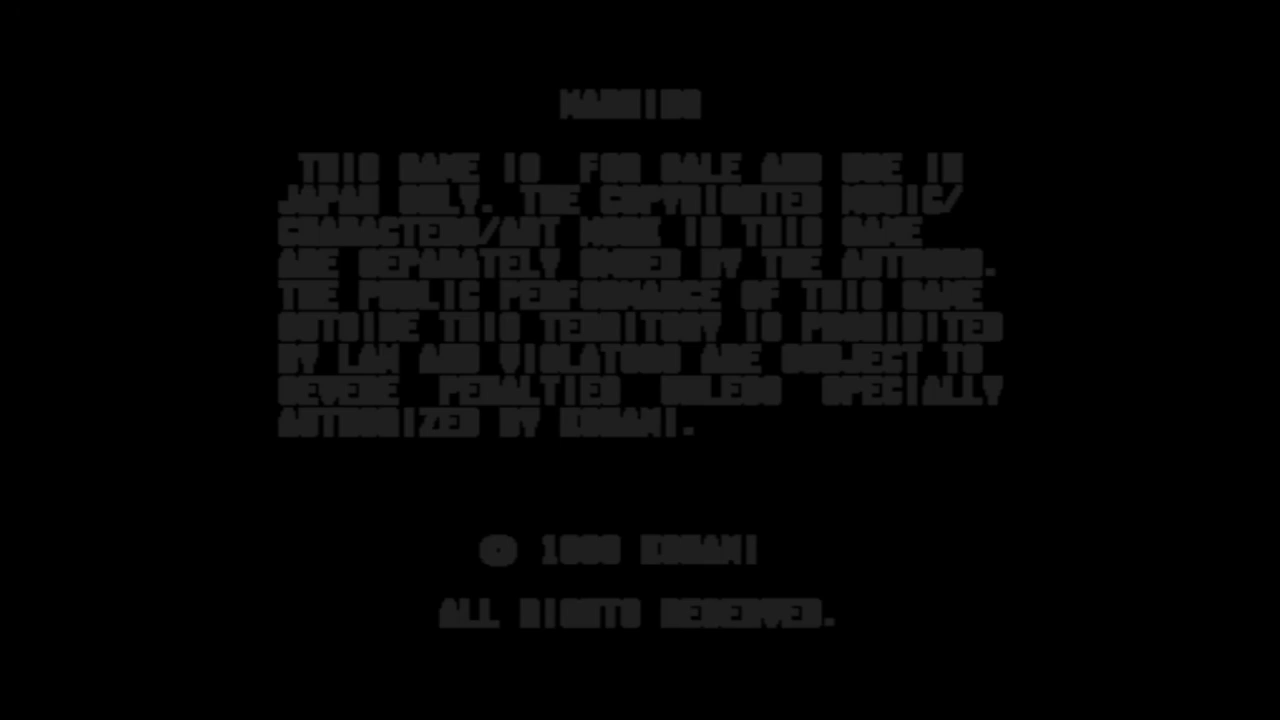 WARNING
THIS GAME IS FOR SALE AND USE IN
JAPAN ONLY. THE COPYRIGHTED MUSIC/
CHARACTERS/ART WORK IN THIS GAME
ARE SEPARATELY OWNED BY THE AUTHORS.
THE PUBLIC PERFORMANCE OF THIS GAME
OUTSIDE THIS TERRITORY IS PROHIBITED
BY LAW AND VIOLATORS ARE SUBJECT TO
SEVERE PENALTIES UNLESS SPECIALLY
AUTHORIZED BY KONAMI.
© KONAMI
ALL RIGHTS RESERVED.